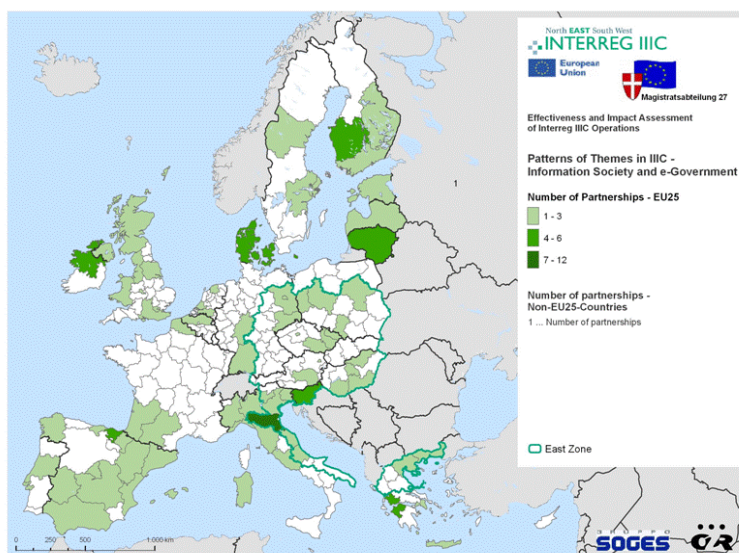 North EAST South West
INTERREG IIIC
European
Union
Magistratsabteilung 27
Effectiveness and Impact Assessment
of Interreg IIIC Operations
Patterns of Themes in IIIC -
Information Society and e-Government
Number of Partnerships - EU25
1 - 3
4 - 6
7 - 12
Number of partnerships -
Non-EU25-Countries
1 ... Number of partnerships
East Zone
1
0 250 500 1 000 km
GRUPPO
SOGES
ÖIR